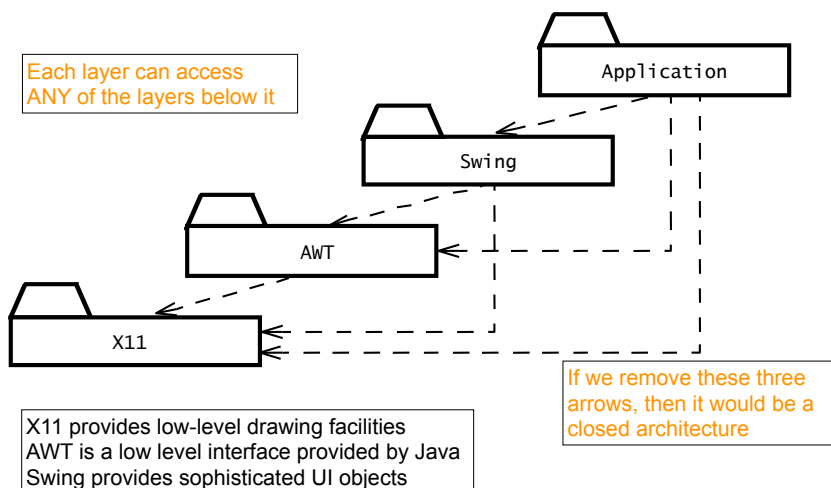 Each layer can access
ANY of the layers below it
Application
Swing
AWT
X11
If we remove these three
arrows, then it would be a
closed architecture
X11 provides low-level drawing facilities
AWT is a low level interface provided by Java
Swing provides sophisticated UI objects